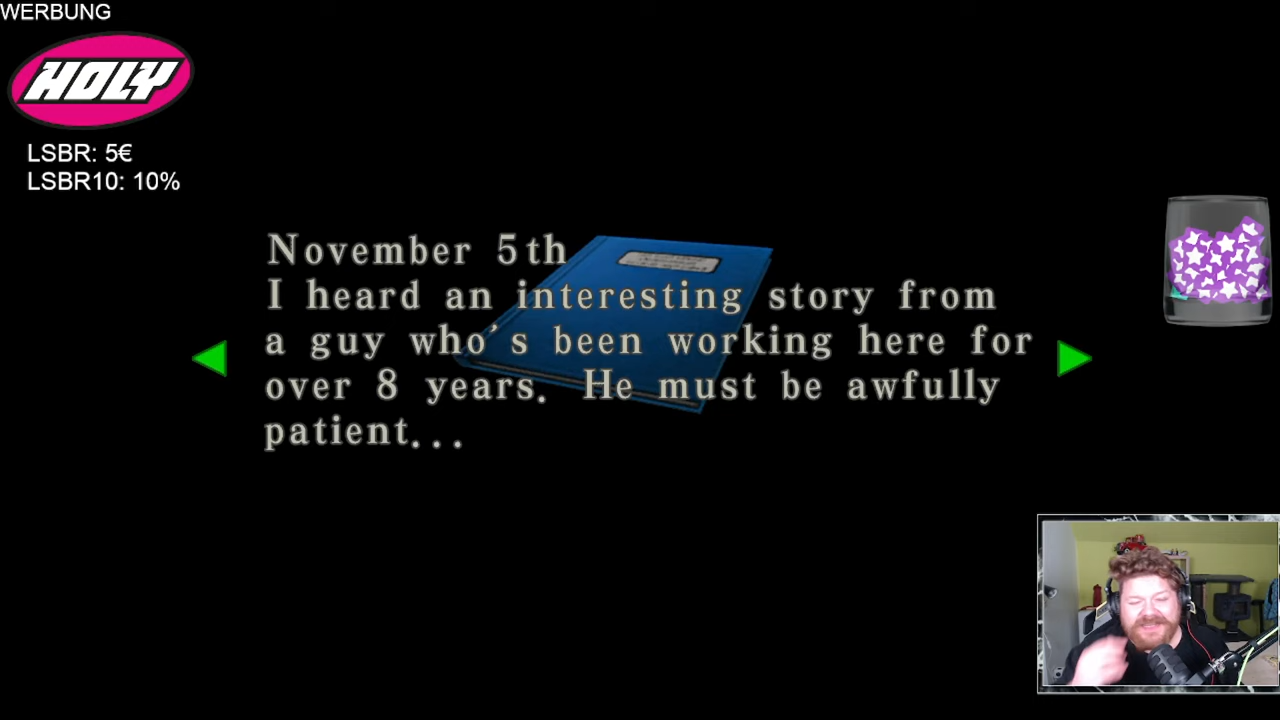 WERBUNG
HOLY
LSBR: 5€
LSBR10: 10%
November 5th
I heard an interesting story from
a guy who's been working here for
over 8 years. He must be awfully
patient...